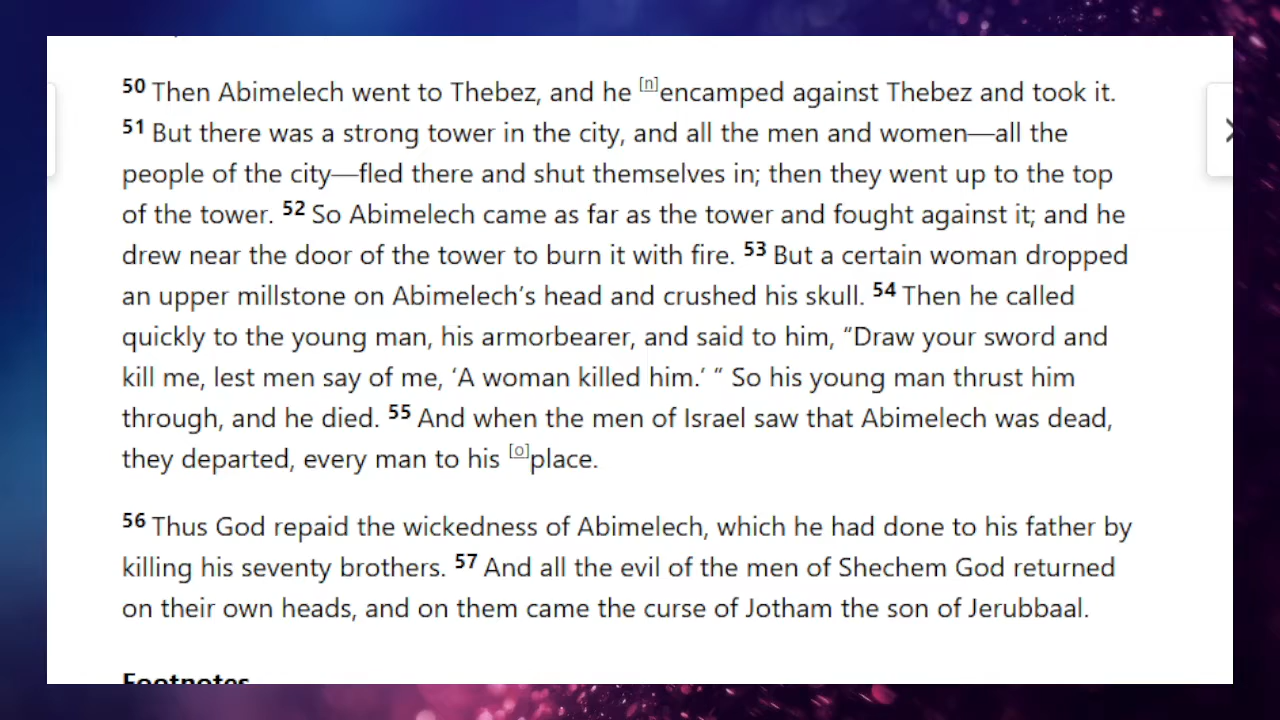 50 Then Abimelech went to Thebez, and he [n]encamped against Thebez and took it.
51 But there was a strong tower in the city, and all the men and women—all the
people of the city—fled there and shut themselves in; then they went up to the top
of the tower. 52 So Abimelech came as far as the tower and fought against it; and he
drew near the door of the tower to burn it with fire. 53 But a certain woman dropped
an upper millstone on Abimelech’s head and crushed his skull. 54 Then he called
quickly to the young man, his armorbearer, and said to him, “Draw your sword and
kill me, lest men say of me, ‘A woman killed him.’ “ So his young man thrust him
through, and he died. 55 And when the men of Israel saw that Abimelech was dead,
they departed, every man to his [o]place.
56 Thus God repaid the wickedness of Abimelech, which he had done to his father by
killing his seventy brothers. 57 And all the evil of the men of Shechem God returned
on their own heads, and on them came the curse of Jotham the son of Jerubbaal.
Footnotes